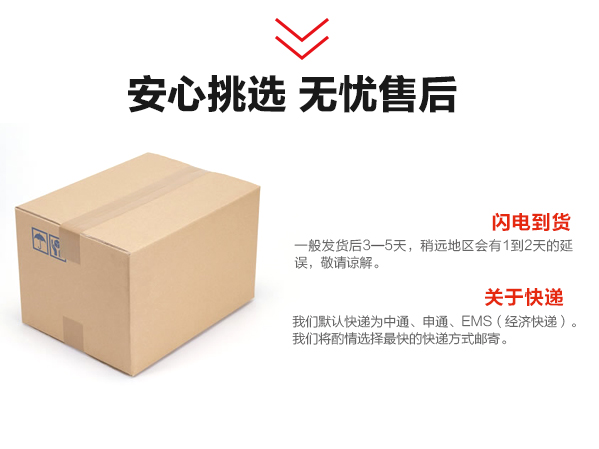 安心挑选 无忧售后
闪电到货
一般发货后3—5天，稍远地区会有1到2天的延
误，敬请谅解。
关于快递
我们默认快递为中通、申通、EMS（经济快递）。
我们将酌情选择最快的快递方式邮寄。